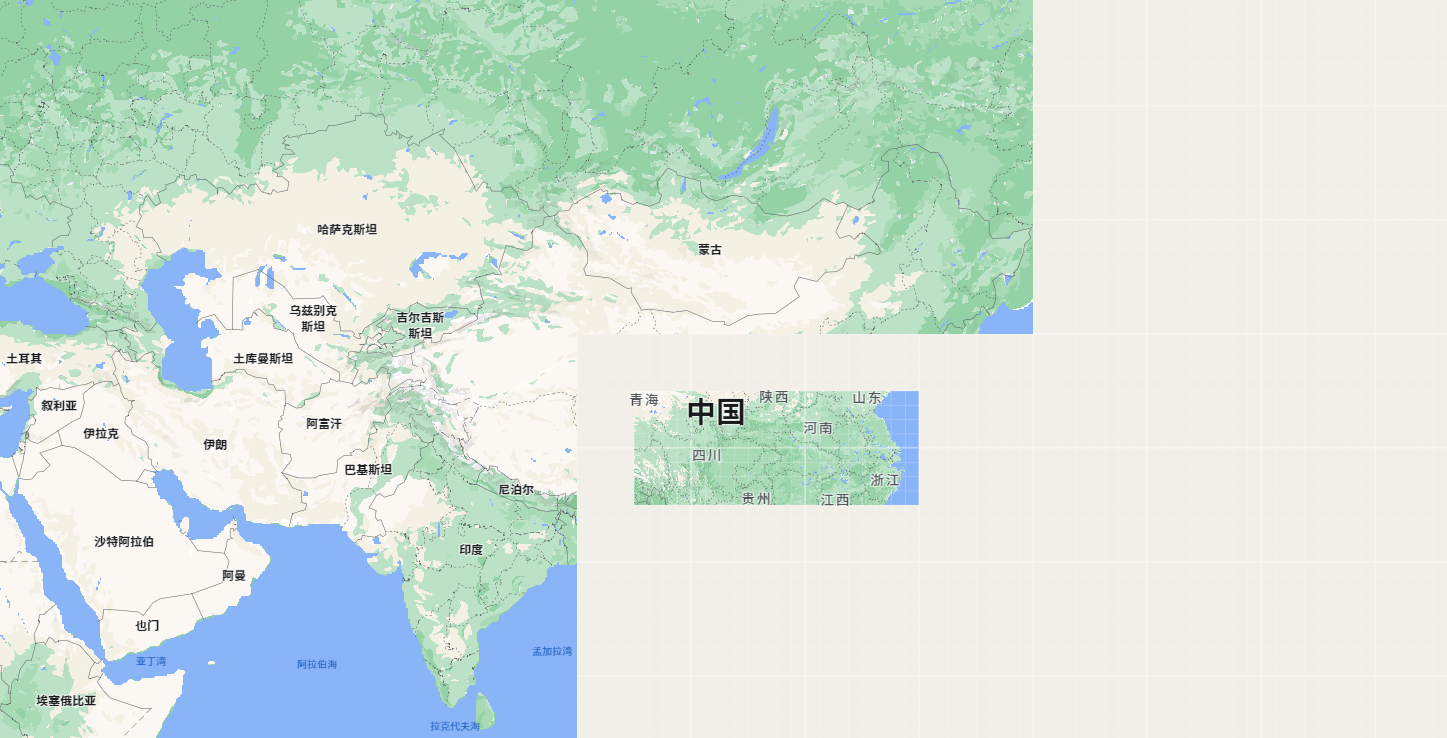 哈萨克斯坦
蒙古
乌兹别克
斯坦
吉尔吉斯
斯坦
土耳其
土库曼斯坦
叙利亚
伊拉克
伊朗
阿富汗
巴基斯坦
尼泊尔
青海
中国
陕西
山东
河南
四川
浙江
贵州
江西
沙特阿拉伯
印度
阿曼
也门
亚丁湾
阿拉伯海
孟加拉湾
埃塞俄比亚
拉克代夫海